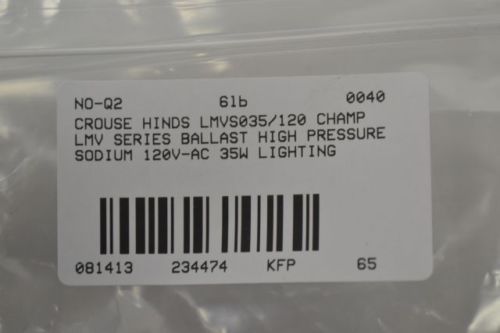 NO-Q2 6lb 0040
CROUSE HINDS LMVS035/120 CHAMP
LMV SERIES BALLAST HIGH PRESSURE
SODIUM 120V-AC 35W LIGHTING
081413 234474 KFP 65